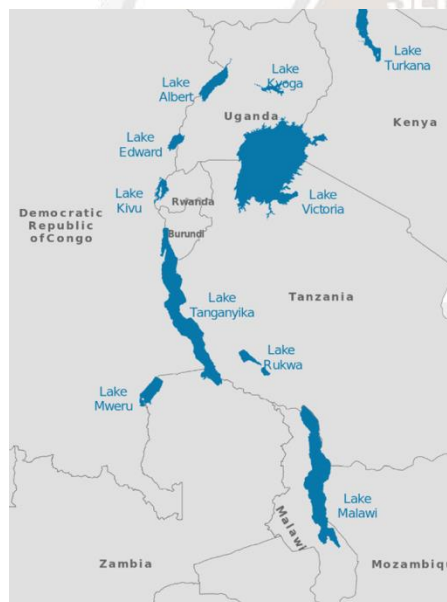 Lake
Turkana
Lake
Albert
Lake
Kyoga
Uganda
Kenya
Lake
Edward
Lake
Kivu
Rwanda
Lake
Victoria
Democratic
Republic
ofCongo
Burundi
Lake
Tanganyika
Tanzania
Lake
Rukwa
Lake
Mweru
Lake
Malawi
Malawi
Zambia
Mozambiqu